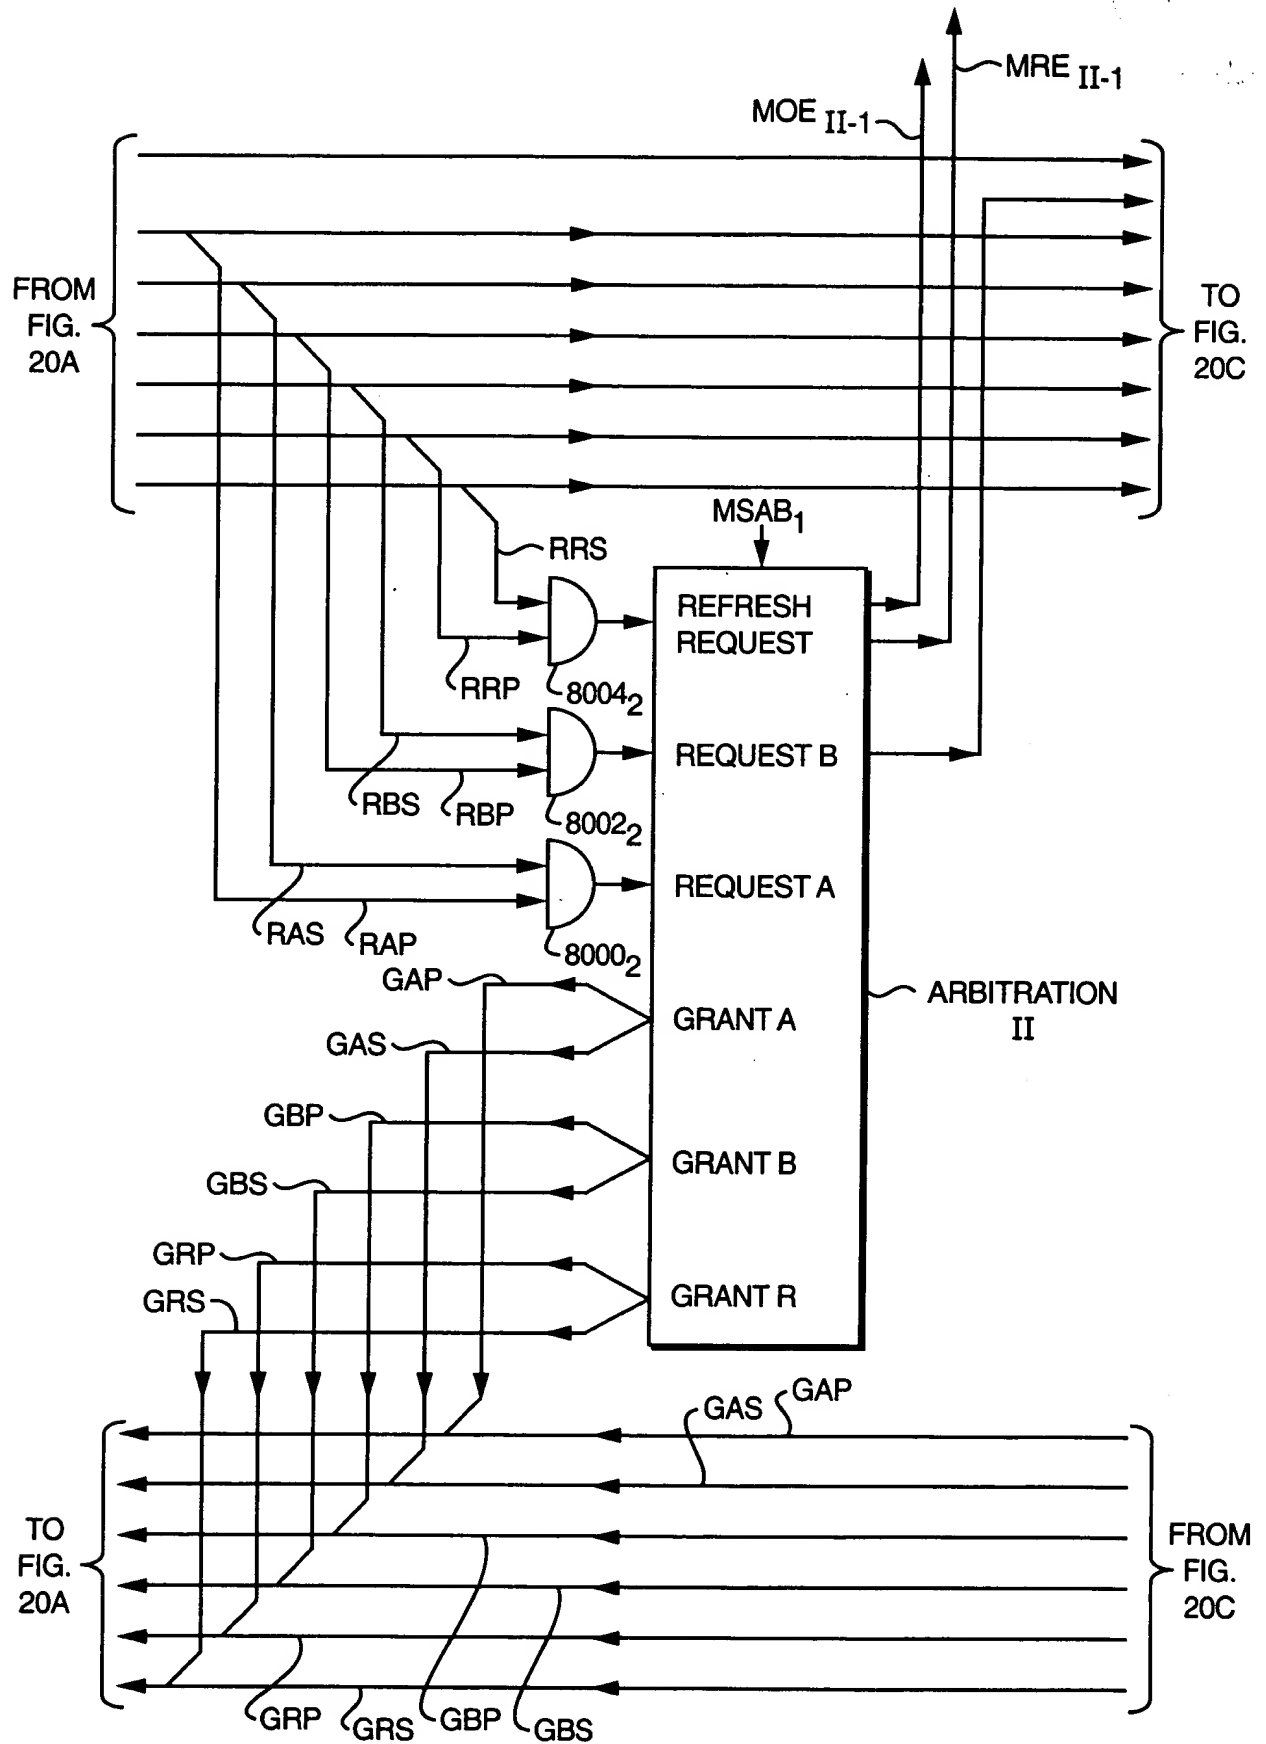 MRE II-1
MOE II-1
FROM
FIG.
20A
TO
FIG.
20C
MSAB1
RRS
REFRESH
REQUEST
RRP
80042
REQUEST B
RBS
RBP
80022
REQUEST A
RAS
RAP
80002
GAP
ARBITRATION
II
GRANT A
GAS
GBP
GRANT B
GBS
GRP
GRANT R
GRS
GAP
GAS
TO
FIG.
20A
FROM
FIG.
20C
GRP
GRS
GBP
GBS